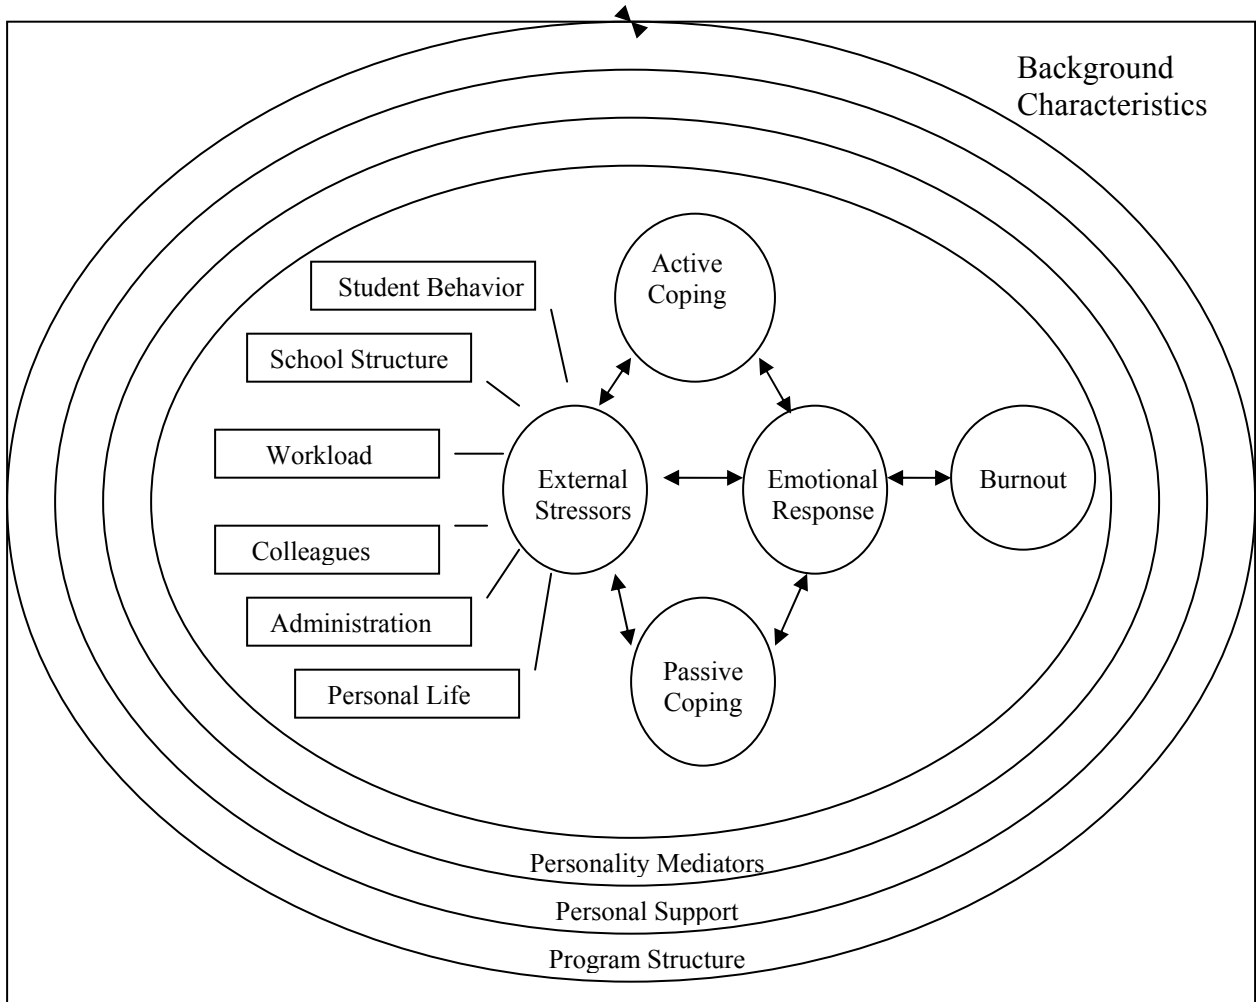 Background
Characteristics
Active
Coping
Student Behavior
School Structure
Workload
Colleagues
Administration
Personal Life
External
Stressors
Emotional
Response
Burnout
Passive
Coping
Personality Mediators
Personal Support
Program Structure